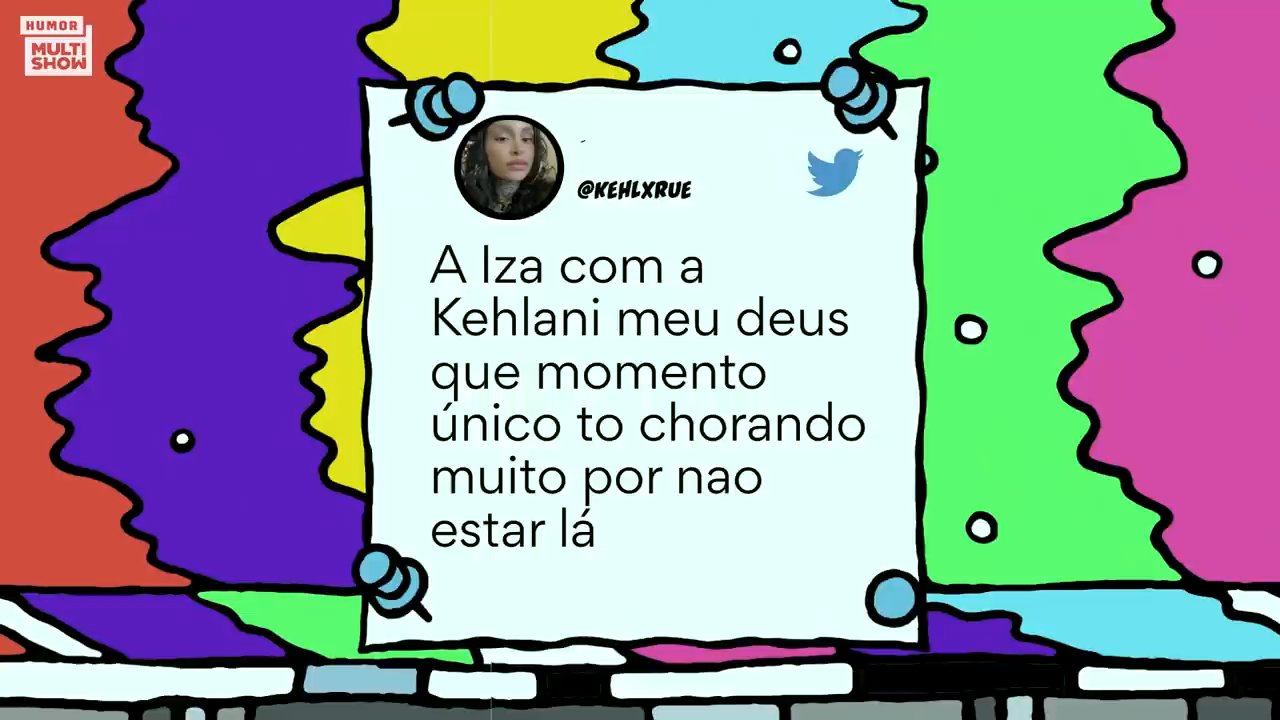 HUMOR
MULTI
SHOW
@KEHLXRUE
A Iza com a
Kehlani meu deus
que momento
único to chorando
muito por nao
estar lá